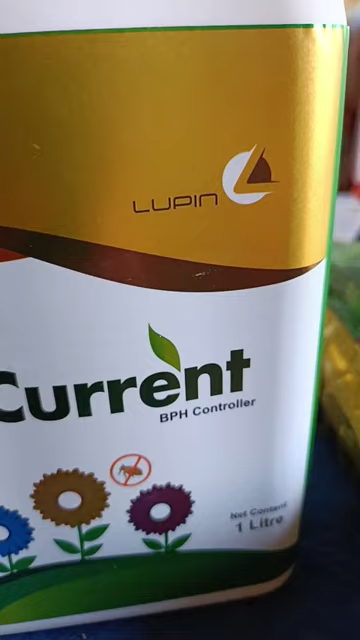 LUPIN
Current
BPH Controller
Net Content
1 Litre